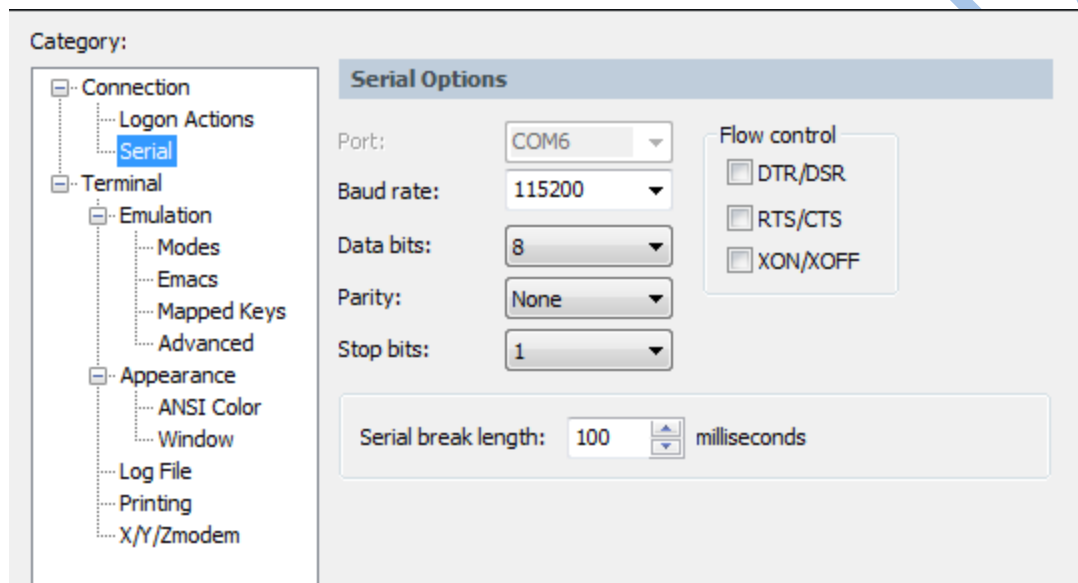 Category:
Connection
Logon Actions
Serial
Terminal
Emulation
Modes
Emacs
Mapped Keys
Advanced
Appearance
ANSI Color
Window
Log File
Printing
X/Y/Zmodem
Serial Options
Port: COM6
Baud rate: 115200
Data bits: 8
Parity: None
Stop bits: 1
Flow control
DTR/DSR
RTS/CTS
XON/XOFF
Serial break length: 100 milliseconds